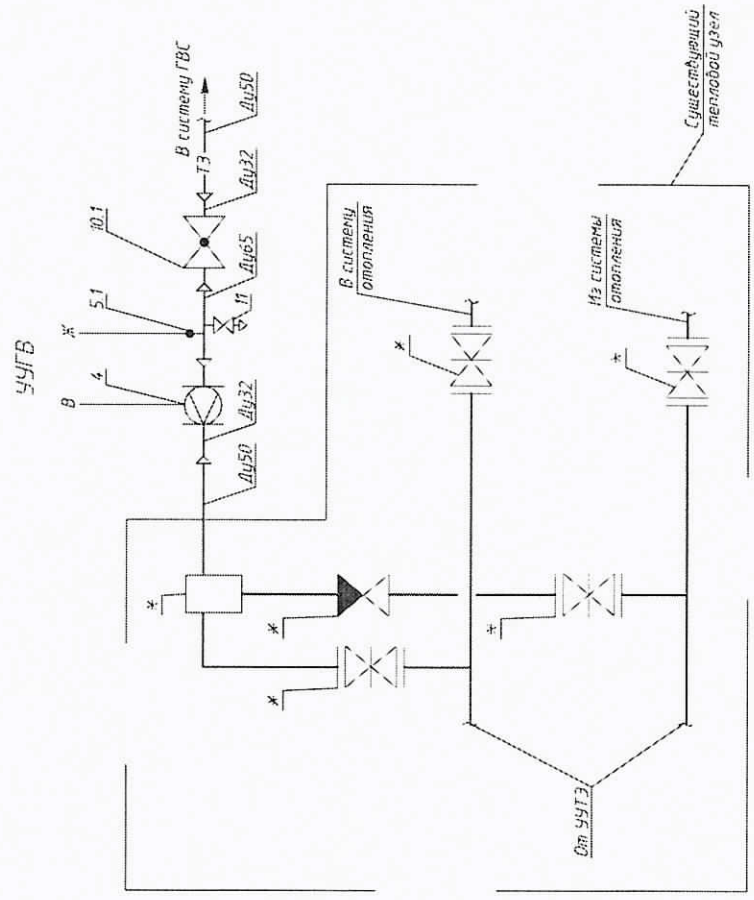 УУГВ
В
4
Ж
5.1
10.1
В систему ГВС
Т3
Ду50
Ду32
Ду65
11
Ду32
Ду50
*
*
*
*
*
*
В систему
отопления
Из системы
отопления
Существующий
тепловой узел
От УУТЭ